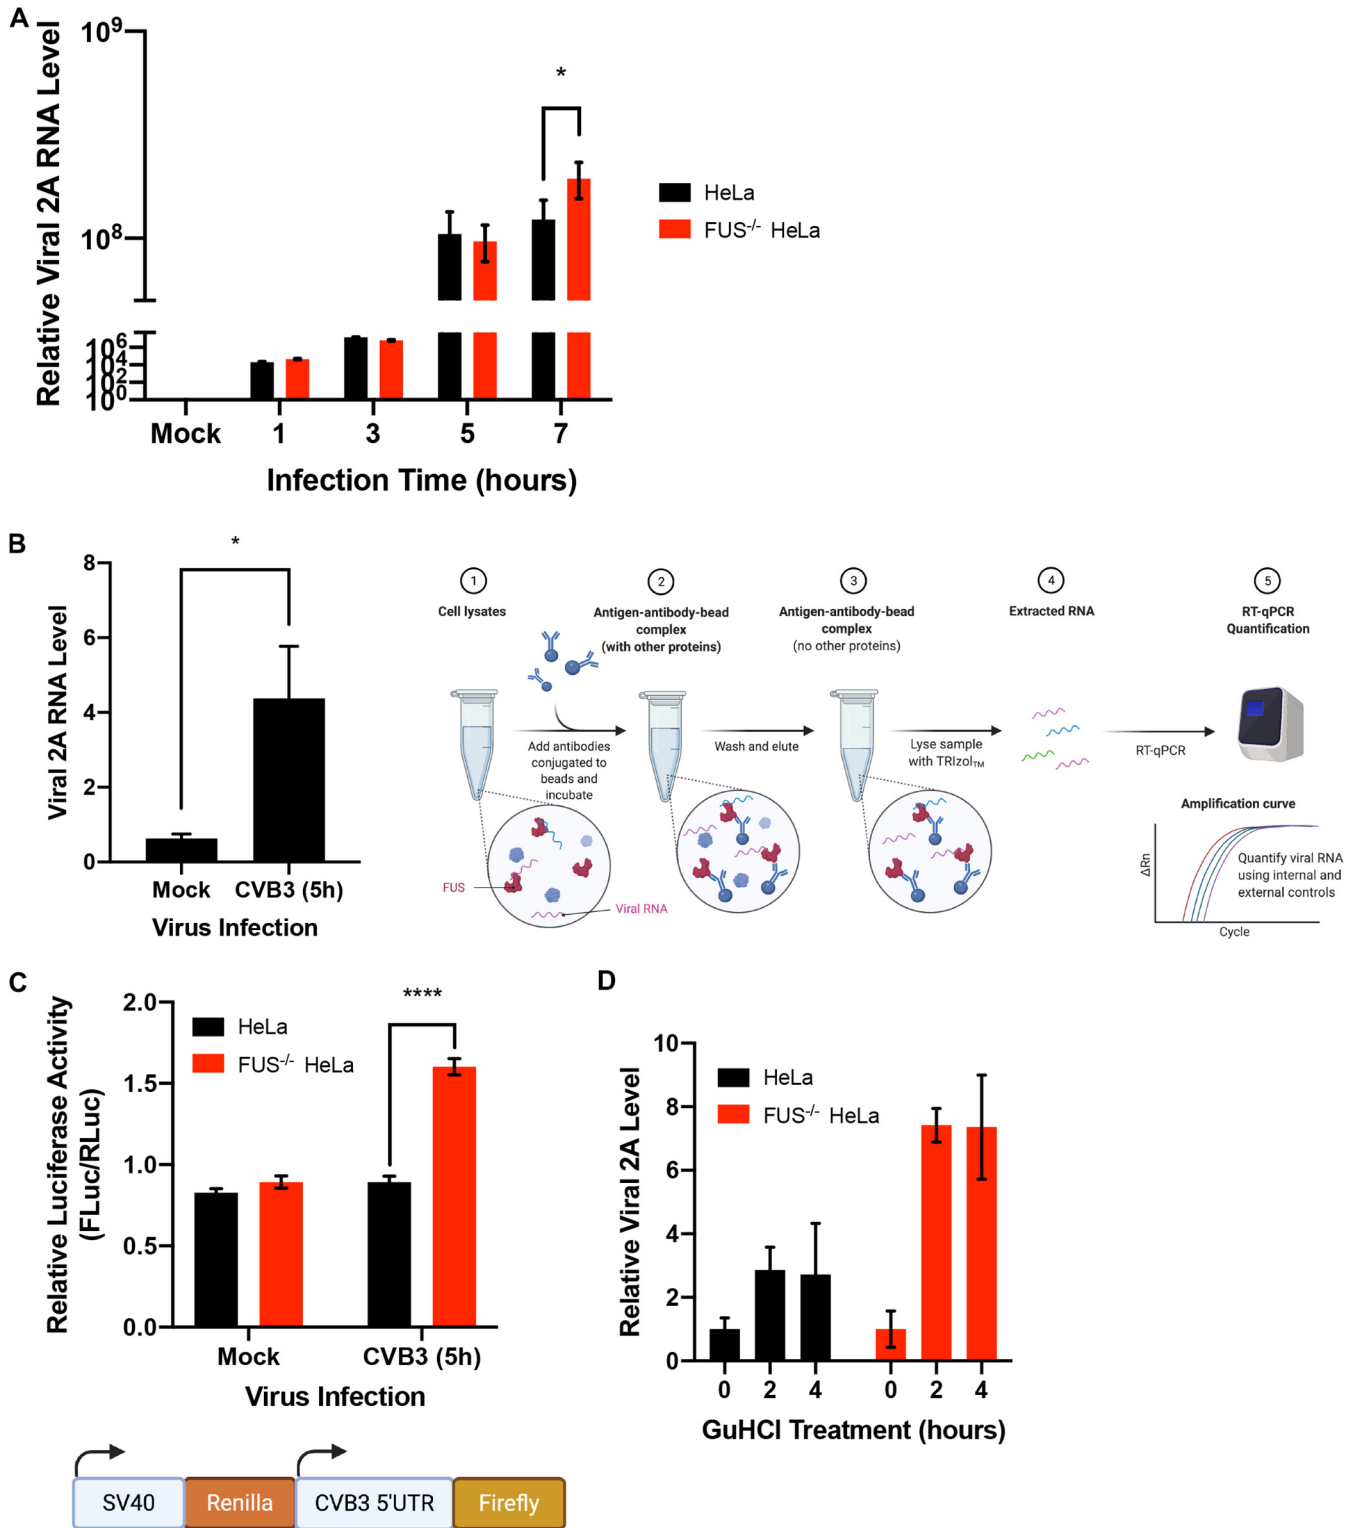 A
Relative Viral 2A RNA Level
10⁹
10⁸
10⁶
10⁴
10²
10⁰
*
HeLa
FUS⁻/⁻ HeLa
Mock 1 3 5 7
Infection Time (hours)
B
Viral 2A RNA Level
8
6
4
2
0
*
Mock CVB3 (5h)
Virus Infection
1
Cell lysates
2
Antigen-antibody-bead
complex
(with other proteins)
3
Antigen-antibody-bead
complex
(no other proteins)
4
Extracted RNA
5
RT-qPCR
Quantification
Add antibodies
conjugated to
beads and
incubate
Wash and elute
Lyse sample
with TRIzol™
RT-qPCR
FUS
Viral RNA
Amplification curve
ΔRn
Quantify viral RNA
using internal and
external controls
Cycle
C
Relative Luciferase Activity
(FLuc/RLuc)
2.0
1.5
1.0
0.5
0.0
HeLa
FUS⁻/⁻ HeLa
****
Mock CVB3 (5h)
Virus Infection
SV40 Renilla CVB3 5'UTR Firefly
D
Relative Viral 2A Level
10
8
6
4
2
0
HeLa
FUS⁻/⁻ HeLa
0 2 4 0 2 4
GuHCl Treatment (hours)